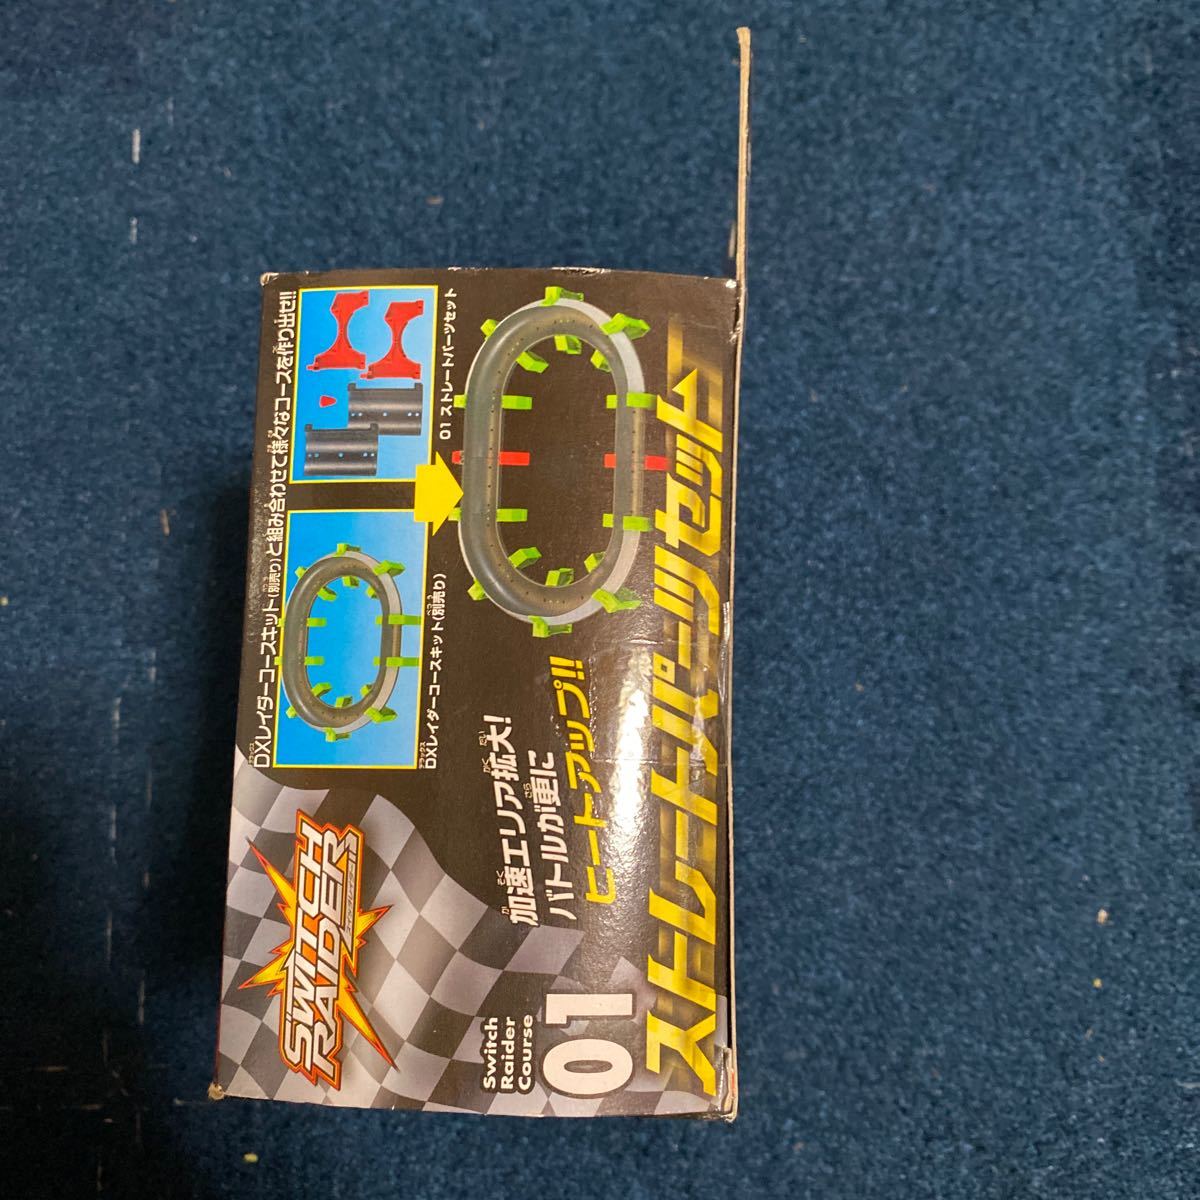 SWITCH
RAIDER
DXレイダーコースキット(別売り)と組み合わせて様々なコースを作り出せ!!
デラックス
DXレイダーコースキット(別売り)
01 ストレートパーツセット
加速エリア拡大!
バトルが更に
ヒートアップ!!
Switch
Raider
Course
01
ストレートパーツセット